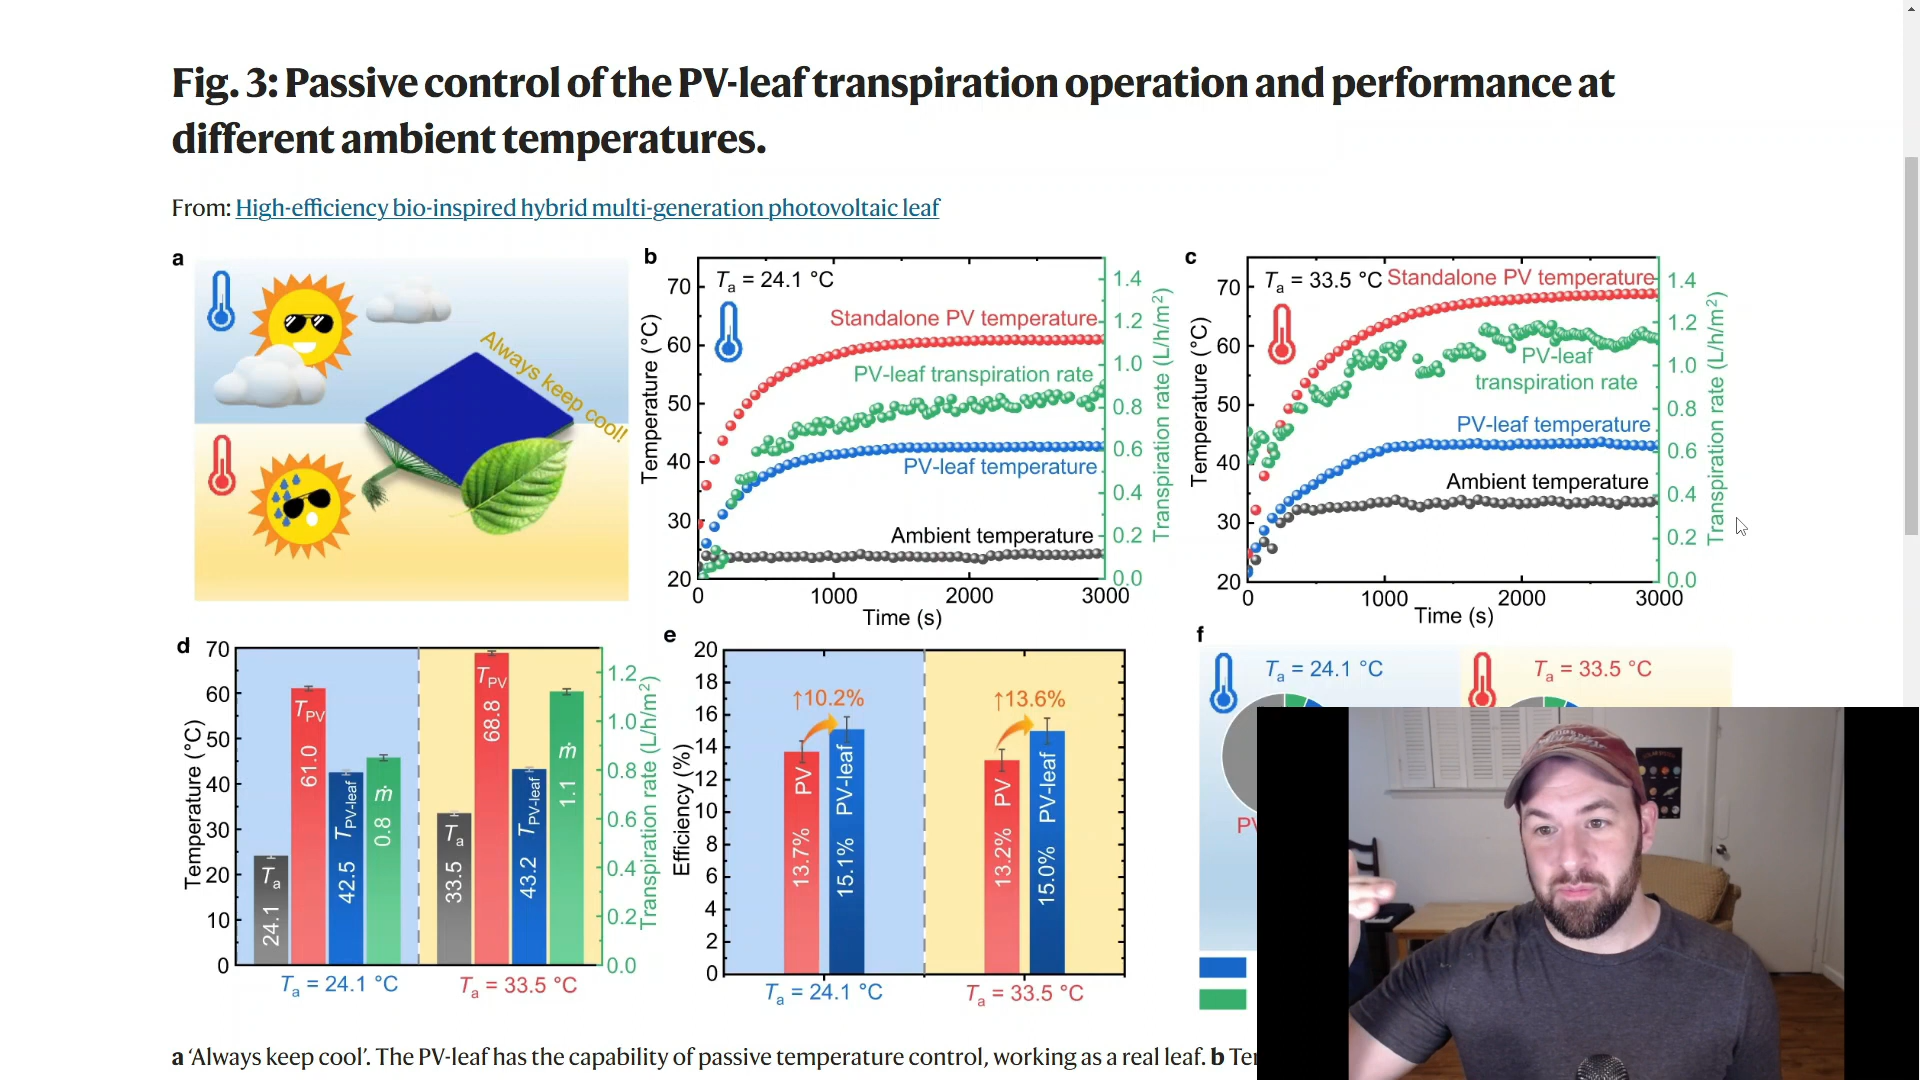 Fig. 3: Passive control of the PV-leaf transpiration operation and performance at
different ambient temperatures.
From: High-efficiency bio-inspired hybrid multi-generation photovoltaic leaf
a
Always keep cool!
b
Ta = 24.1 °C
Standalone PV temperature
PV-leaf transpiration rate
PV-leaf temperature
Ambient temperature
Temperature (°C)
70
60
50
40
30
20
0
1000
2000
3000
Time (s)
1.4
1.2
1.0
0.8
0.6
0.4
0.2
0.0
Transpiration rate (L/h/m²)
c
Ta = 33.5 °C
Standalone PV temperature
PV-leaf
transpiration rate
PV-leaf temperature
Ambient temperature
Temperature (°C)
70
60
50
40
30
20
0
1000
2000
3000
Time (s)
1.4
1.2
1.0
0.8
0.6
0.4
0.2
0.0
Transpiration rate (L/h/m²)
d
Temperature (°C)
70
60
50
40
30
20
10
0
24.1 Ta
61.0 TPV
42.5 TPV-leaf
0.8 ṁ
33.5 Ta
68.8 TPV
43.2 TPV-leaf
1.1 ṁ
1.2
1.0
0.8
0.6
0.4
0.2
0.0
Transpiration rate (L/h/m²)
Ta = 24.1 °C
Ta = 33.5 °C
e
Efficiency (%)
20
18
16
14
12
10
8
6
4
2
0
↑10.2%
13.7% PV
15.1% PV-leaf
↑13.6%
13.2% PV
15.0% PV-leaf
Ta = 24.1 °C
Ta = 33.5 °C
f
Ta = 24.1 °C
Ta = 33.5 °C
a ‘Always keep cool’. The PV-leaf has the capability of passive temperature control, working as a real leaf. b